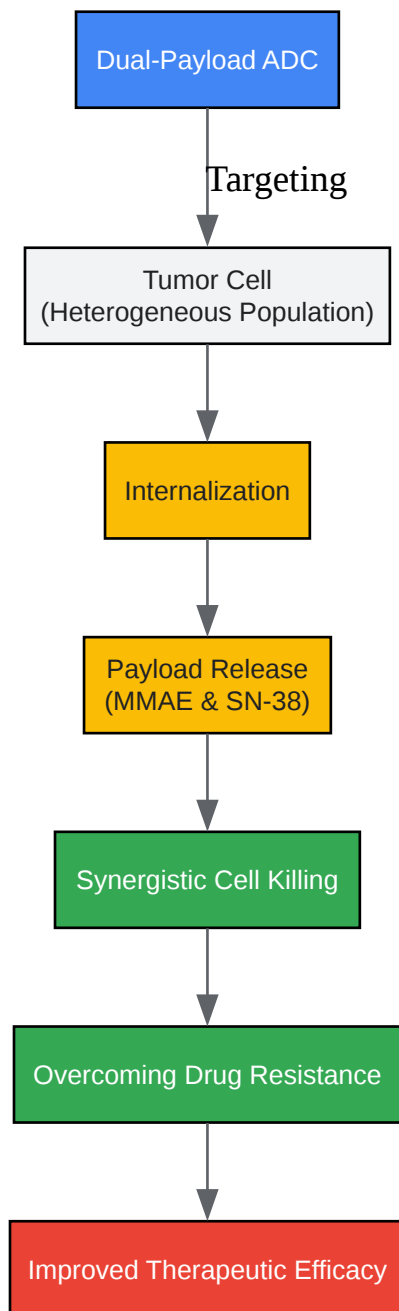 Dual-Payload ADC
Targeting
Tumor Cell
(Heterogeneous Population)
Internalization
Payload Release
(MMAE & SN-38)
Synergistic Cell Killing
Overcoming Drug Resistance
Improved Therapeutic Efficacy